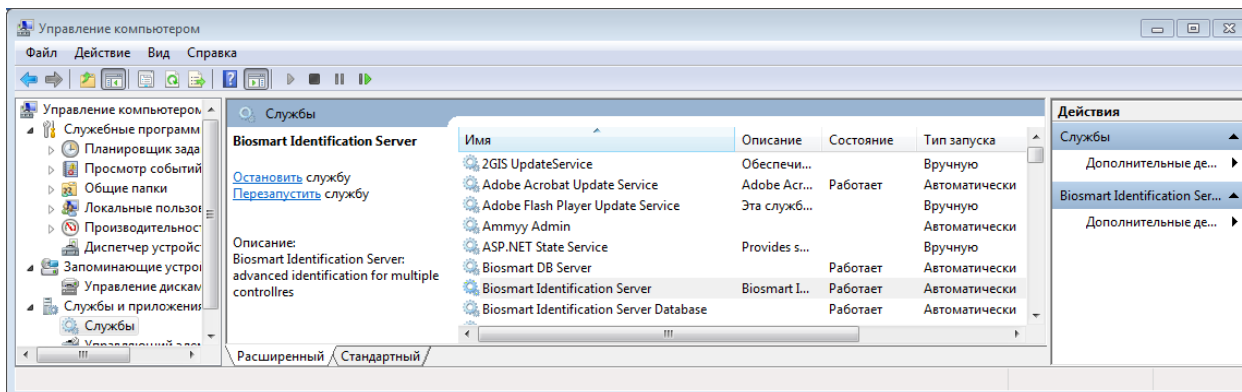 Управление компьютером
Файл Действие Вид Справка
Управление компьютером
Служебные программ
Планировщик зада
Просмотр событий
Общие папки
Локальные пользов
Производительнос
Диспетчер устройс
Запоминающие устрої
Управление дискам
Службы и приложения
Службы
Службы
Biosmart Identification Server
Остановить службу
Перезапустить службу
Описание:
Biosmart Identification Server:
advanced identification for multiple
controllres
Имя Описание Состояние Тип запуска
2GIS UpdateService Обеспечи... Вручную
Adobe Acrobat Update Service Adobe Acr... Работает Автоматически
Adobe Flash Player Update Service Эта служб... Вручную
Ammyy Admin Автоматически
ASP.NET State Service Provides s... Вручную
Biosmart DB Server Работает Автоматически
Biosmart Identification Server Biosmart I... Работает Автоматически
Biosmart Identification Server Database Работает Автоматически
Расширенный Стандартный
Действия
Службы
Дополнительные де...
Biosmart Identification Ser...
Дополнительные де...